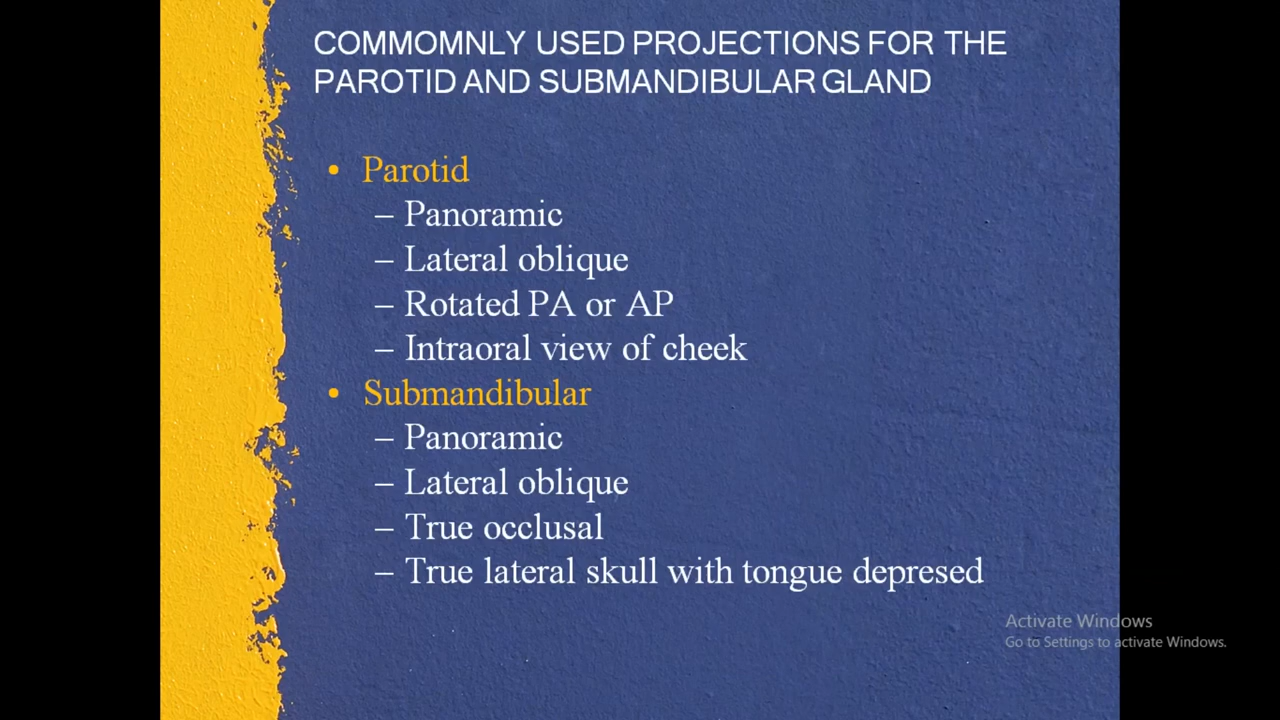 COMMOMNLY USED PROJECTIONS FOR THE
PAROTID AND SUBMANDIBULAR GLAND
• Parotid
– Panoramic
– Lateral oblique
– Rotated PA or AP
– Intraoral view of cheek
• Submandibular
– Panoramic
– Lateral oblique
– True occlusal
– True lateral skull with tongue depresed
Activate Windows
Go to Settings to activate Windows.